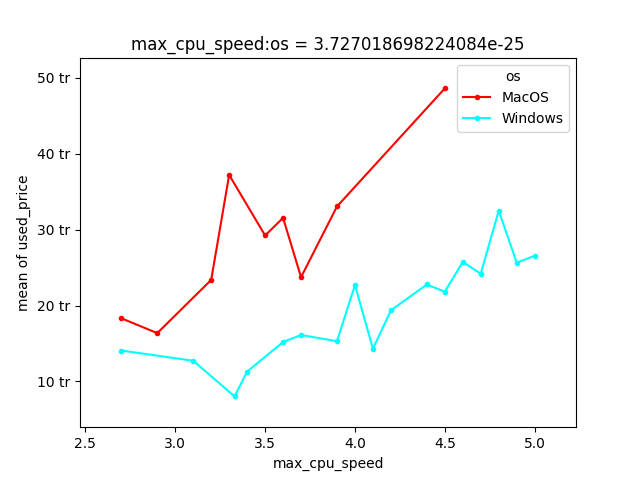 max_cpu_speed:os = 3.727018698224084e-25
50 tr
40 tr
30 tr
20 tr
10 tr
mean of used_price
os
MacOS
Windows
2.5 3.0 3.5 4.0 4.5 5.0
max_cpu_speed